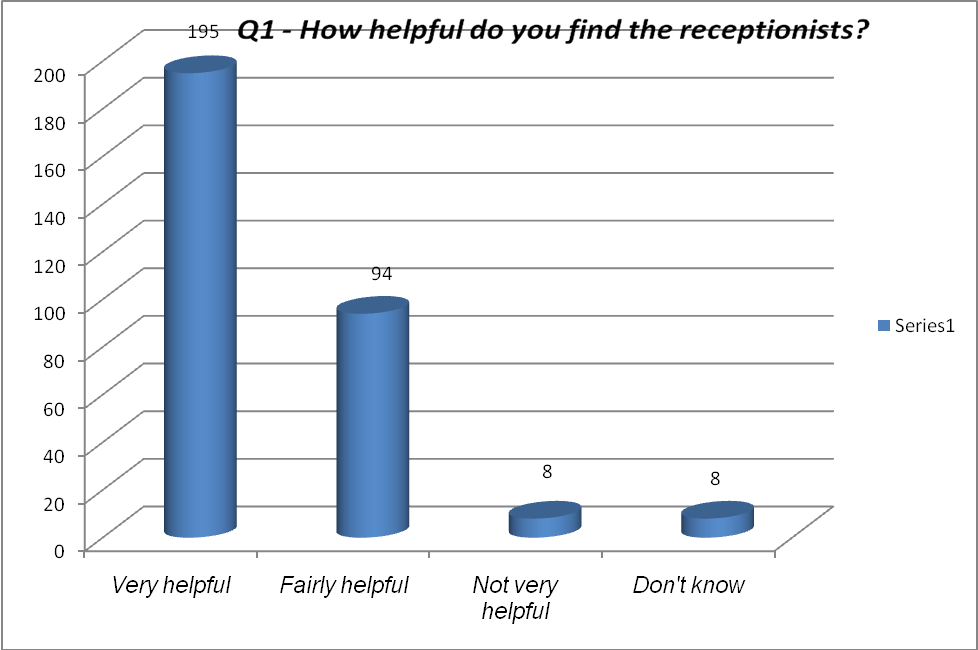 Q1 - How helpful do you find the receptionists?
195
200
180
160
140
120
100
80
60
40
20
0
94
8
8
Series1
Very helpful
Fairly helpful
Not very
helpful
Don't know